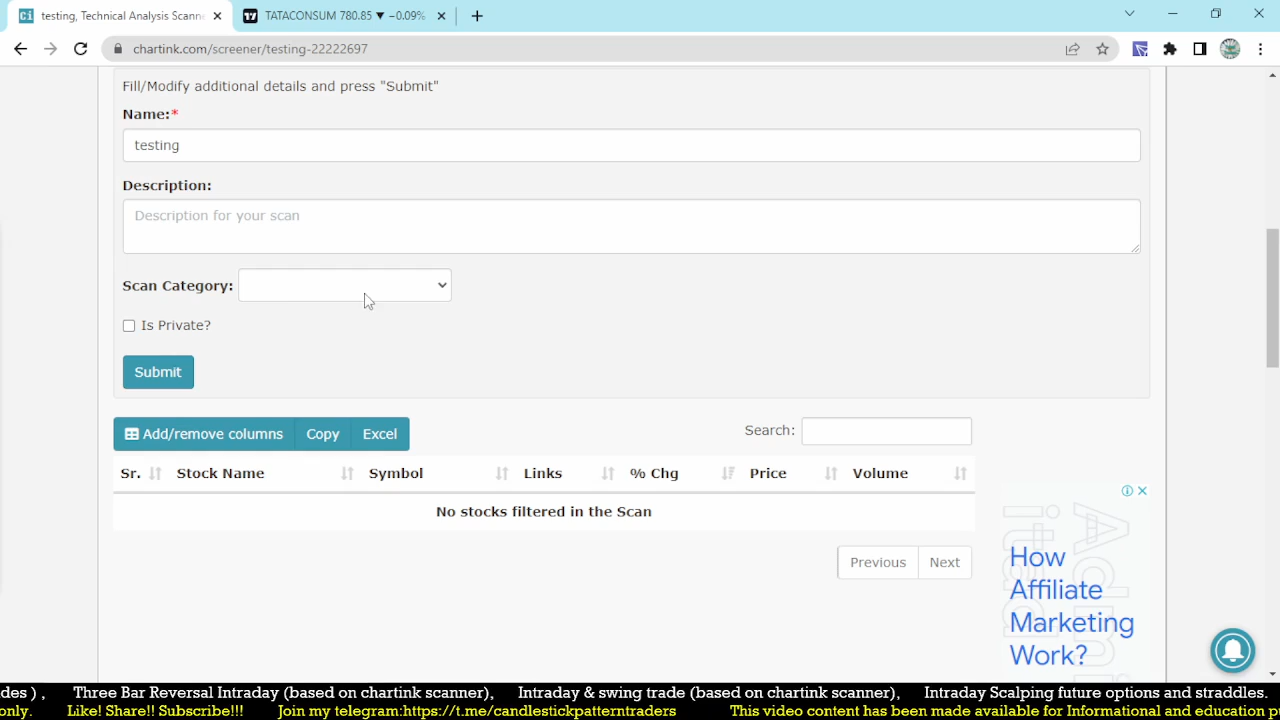 testing, Technical Analysis Scann
TATACONSUM 780.85 ▼ −0.09%
chartink.com/screener/testing-22222697
Fill/Modify additional details and press "Submit"
Name:*
testing
Description:
Description for your scan
Scan Category:
Is Private?
Submit
Add/remove columns Copy Excel
Search:
Sr. Stock Name Symbol Links % Chg Price Volume
No stocks filtered in the Scan
Previous Next
How
Affiliate
Marketing
Work?
des ) , Three Bar Reversal Intraday (based on chartink scanner), Intraday & swing trade (based on chartink scanner), Intraday Scalping future options and straddles.
only. Like! Share!! Subscribe!!! Join my telegram:https://t.me/candlestickpatterntraders This video content has been made available for Informational and education p